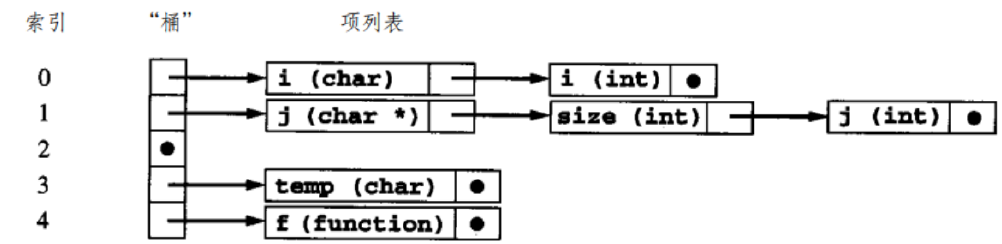 索引 “桶” 项列表
0 i (char) i (int)
1 j (char *) size (int) j (int)
2
3 temp (char)
4 f (function)